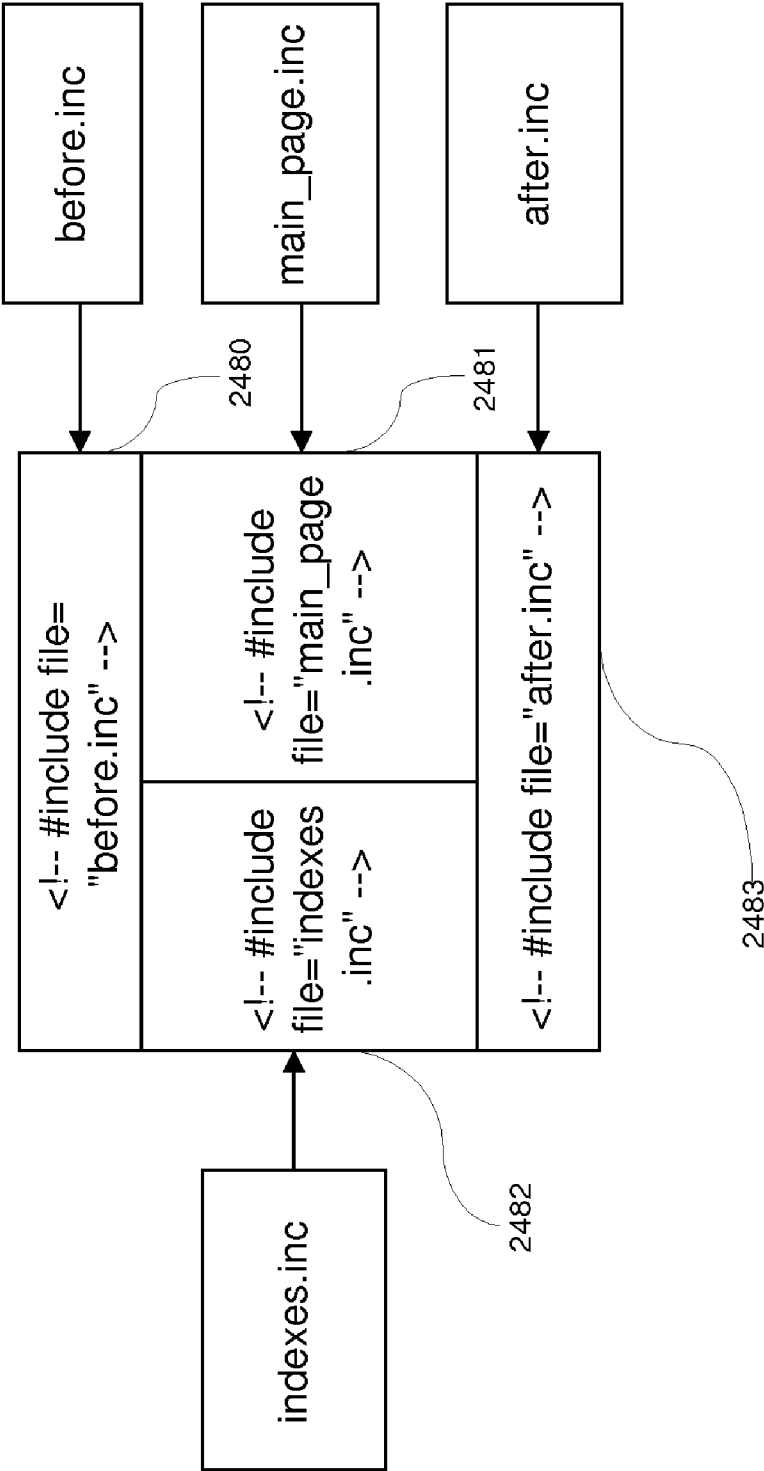 before.inc
main_page.inc
after.inc
2480
2481
<!-- #include file=
"before.inc" -->
<!-- #include
file="main_page
.inc" -->
<!-- #include
file="indexes
.inc" -->
<!-- #include file="after.inc" -->
2483
2482
indexes.inc